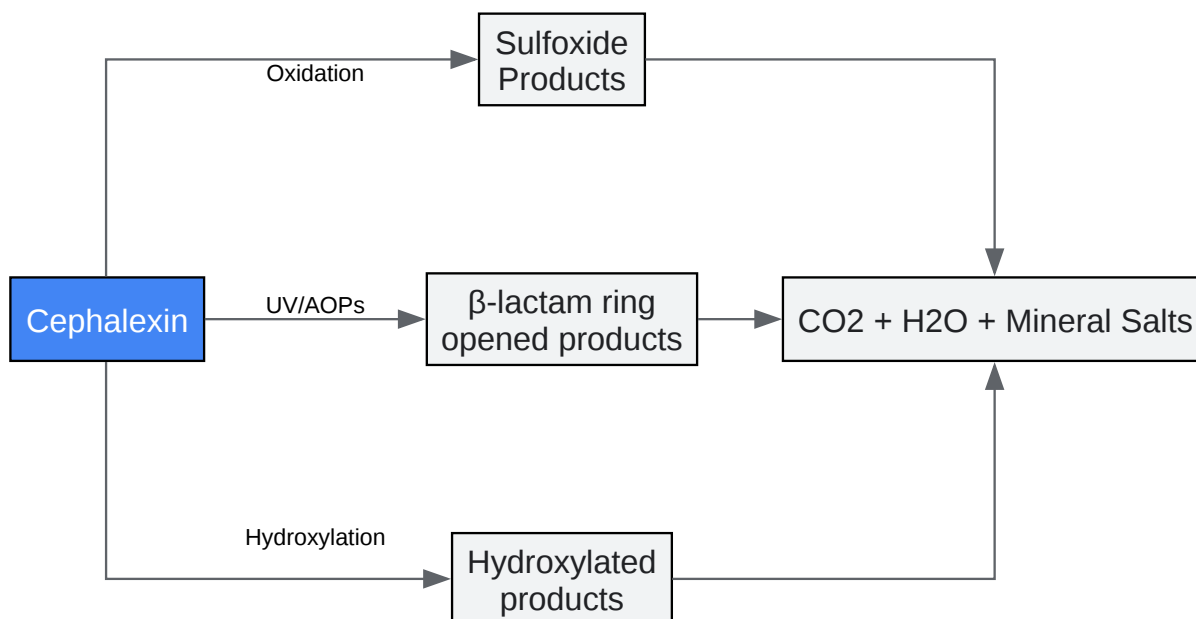 Sulfoxide
Products
Oxidation
Cephalexin
UV/AOPs
β-lactam ring
opened products
CO2 + H2O + Mineral Salts
Hydroxylation
Hydroxylated
products